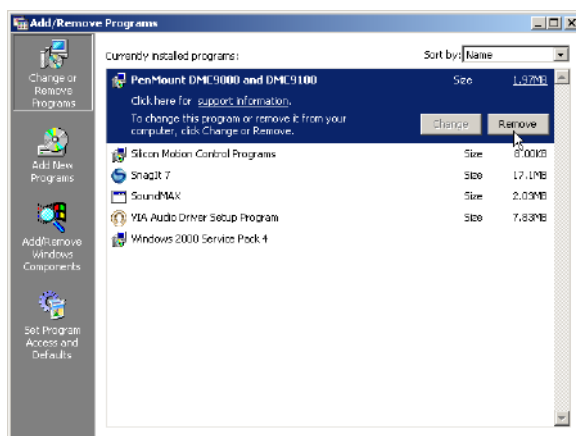 Add/Remove Programs
Currently installed programs:
Sort by: Name
Change or
Remove
Programs
PenMount DMC9000 and DMC9100 Size 1.97MB
Click here for support information.
To change this program or remove it from your
computer, click Change or Remove.
Change Remove
Add New
Programs
Silicon Motion Control Programs Size 8.00KB
SnagIt 7 Size 17.1MB
SoundMAX Size 2.03MB
VIA Audio Driver Setup Program Size 7.83MB
Windows 2000 Service Pack 4
Add/Remove
Windows
Components
Set Program
Access and
Defaults